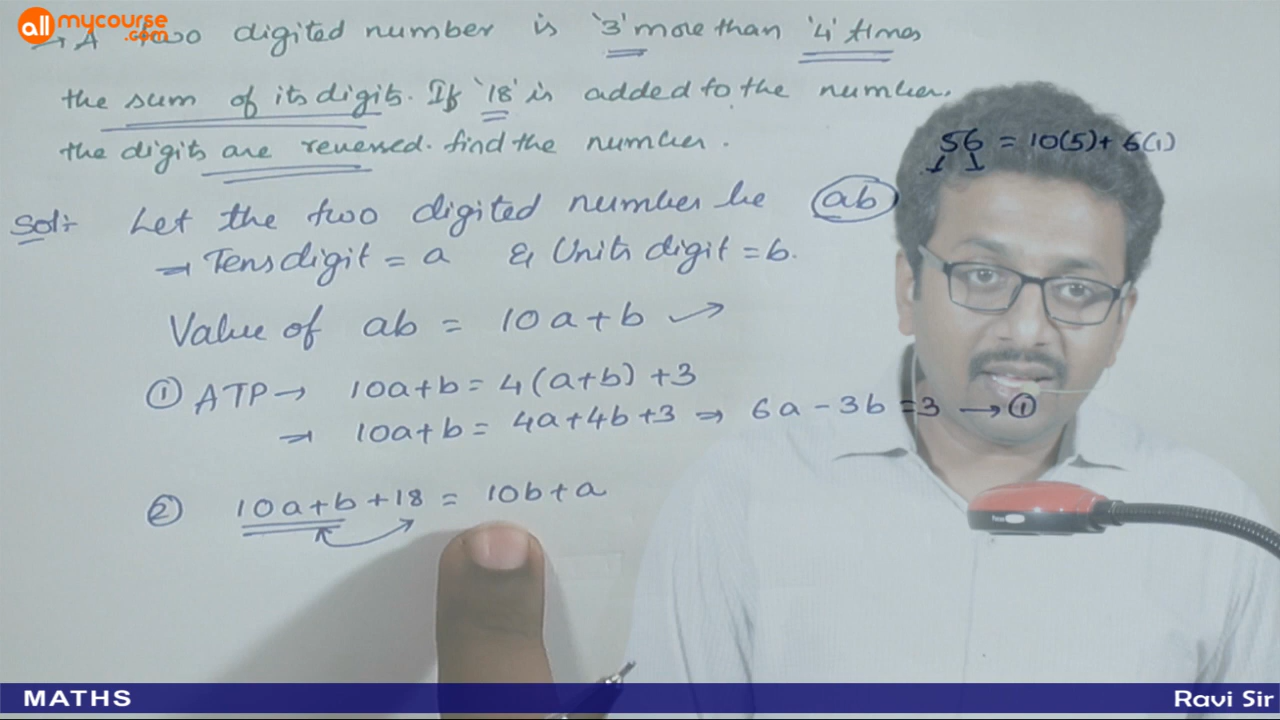 all mycourse .com
→ A two digited number is '3' more than '4' times
the sum of its digits. If '18' is added to the number,
the digits are reversed. find the number.
56 = 10(5)+ 6(1)
Sol:- Let the two digited number be ab
→ Tens digit = a & Units digit = b.
Value of ab = 10a+b
① ATP → 10a+b = 4(a+b) +3
⇒ 10a+b = 4a+4b+3 ⇒ 6a - 3b = 3 → ①
② 10a+b +18 = 10b+a
MATHS
Ravi Sir